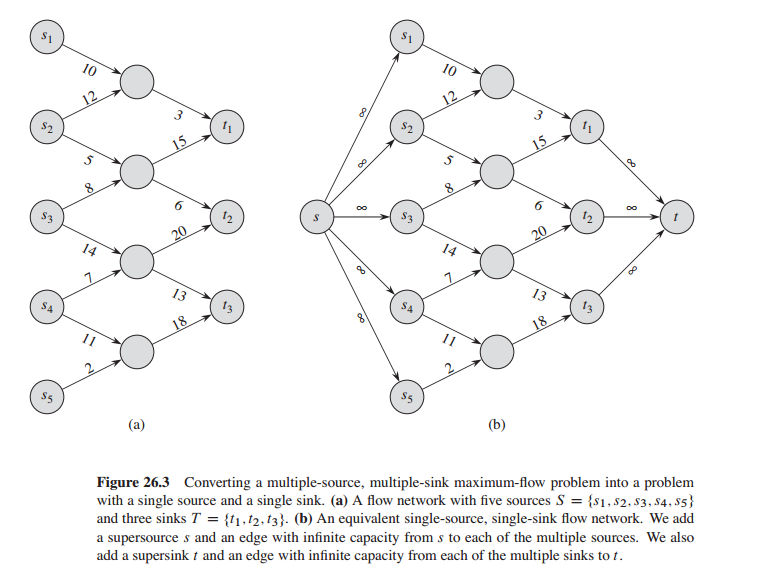 s1
10
12
3
s2
t1
15
5
8
6
s3
t2
20
14
7
13
s4
t3
18
11
2
s5
(a)
s1
10
12
∞
3
s2
t1
15
∞
5
∞
8
∞
6
∞
s
s3
t2
t
20
14
∞
7
∞
13
s4
t3
∞
18
11
2
s5
(b)
Figure 26.3 Converting a multiple-source, multiple-sink maximum-flow problem into a problem
with a single source and a single sink. (a) A flow network with five sources S = {s1, s2, s3, s4, s5}
and three sinks T = {t1, t2, t3}. (b) An equivalent single-source, single-sink flow network. We add
a supersource s and an edge with infinite capacity from s to each of the multiple sources. We also
add a supersink t and an edge with infinite capacity from each of the multiple sinks to t.